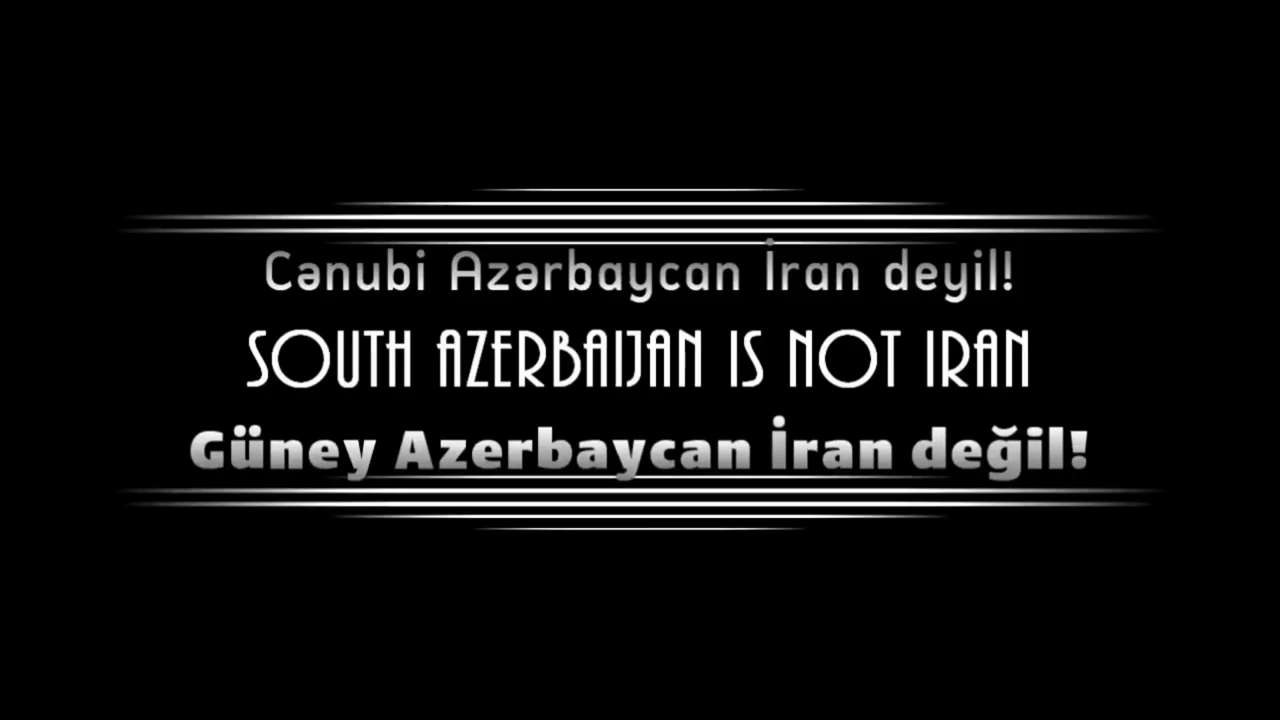 Cənubi Azərbaycan İran deyil!
SOUTH AZERBAIJAN IS NOT IRAN
Güney Azerbaycan İran değil!